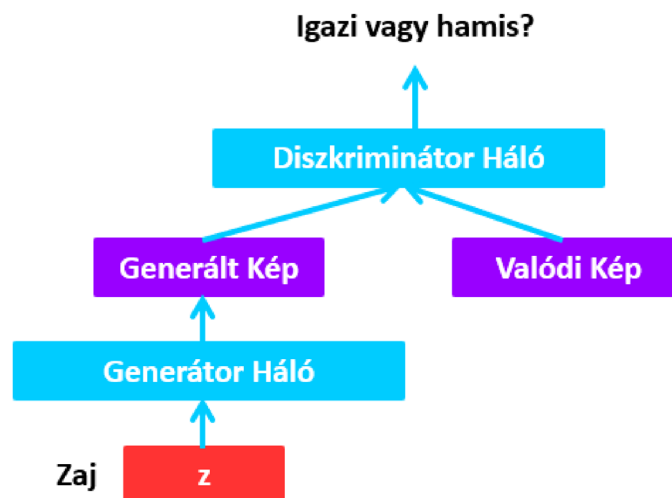 Igazi vagy hamis?
Diszkriminátor Háló
Generált Kép
Valódi Kép
Generátor Háló
Zaj
z